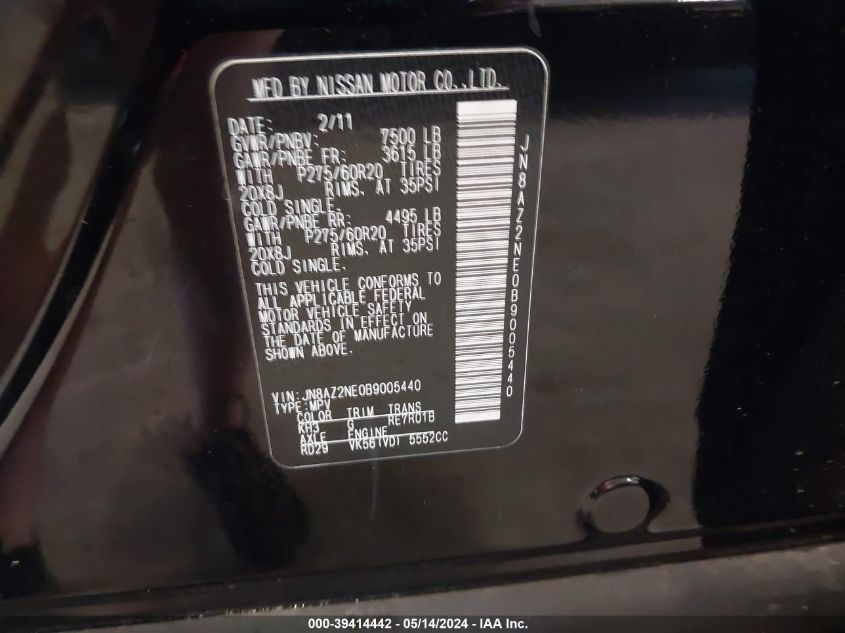 MFD BY NISSAN MOTOR CO.,LTD.
DATE: 2/11
GVWR/PNBV: 7500 LB
GAWR/PNBE FR: 3615 LB
WITH P275/60R20 TIRES
20X8J RIMS. AT 35PSI
COLD SINGLE.
GAWR/PNBE RR: 4495 LB
WITH P275/60R20 TIRES
20X8J RIMS. AT 35PSI
COLD SINGLE.
THIS VEHICLE CONFORMS TO
ALL APPLICABLE FEDERAL
MOTOR VEHICLE SAFETY
STANDARDS IN EFFECT ON
THE DATE OF MANUFACTURE
SHOWN ABOVE.
VIN:JN8AZ2NE0B9005440
TYPE:MPV
COLOR TRIM TRANS
KH3 G RE7R01B
AXLE ENGINE
RD29 VK56(VD) 5552CC
JN8AZ2NE0B9005440
000-39414442 - 05/14/2024 - IAA Inc.